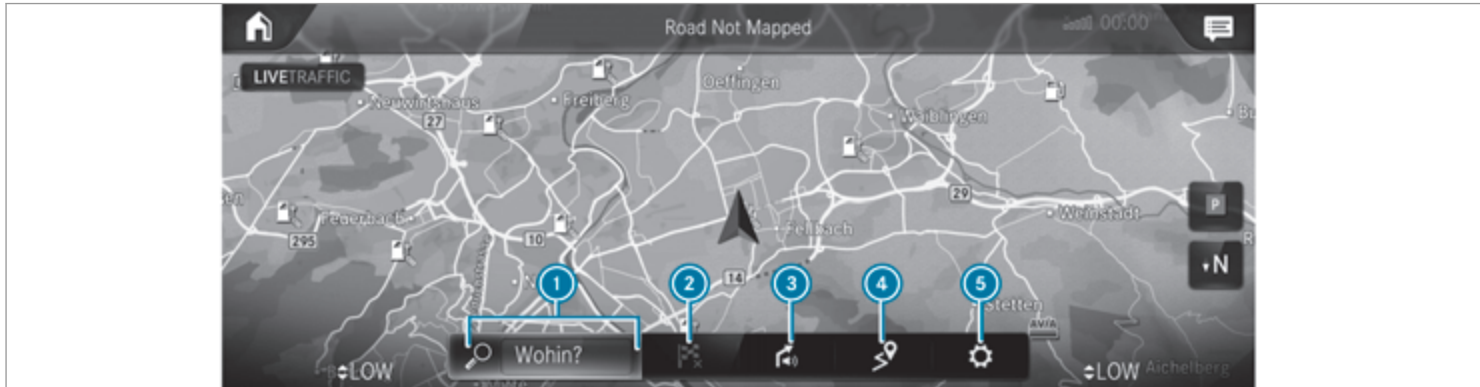 Road Not Mapped
00:00
LIVETRAFFIC
Oeffingen
Neuwirtshaus
Freiberg
27
Waiblingen
29
P
Feuerbach
Weinstadt
295
10
Fellbach
N
14
1
2
3
4
5
Stetten
AVIA
Wohin?
LOW
LOW
Aichelberg